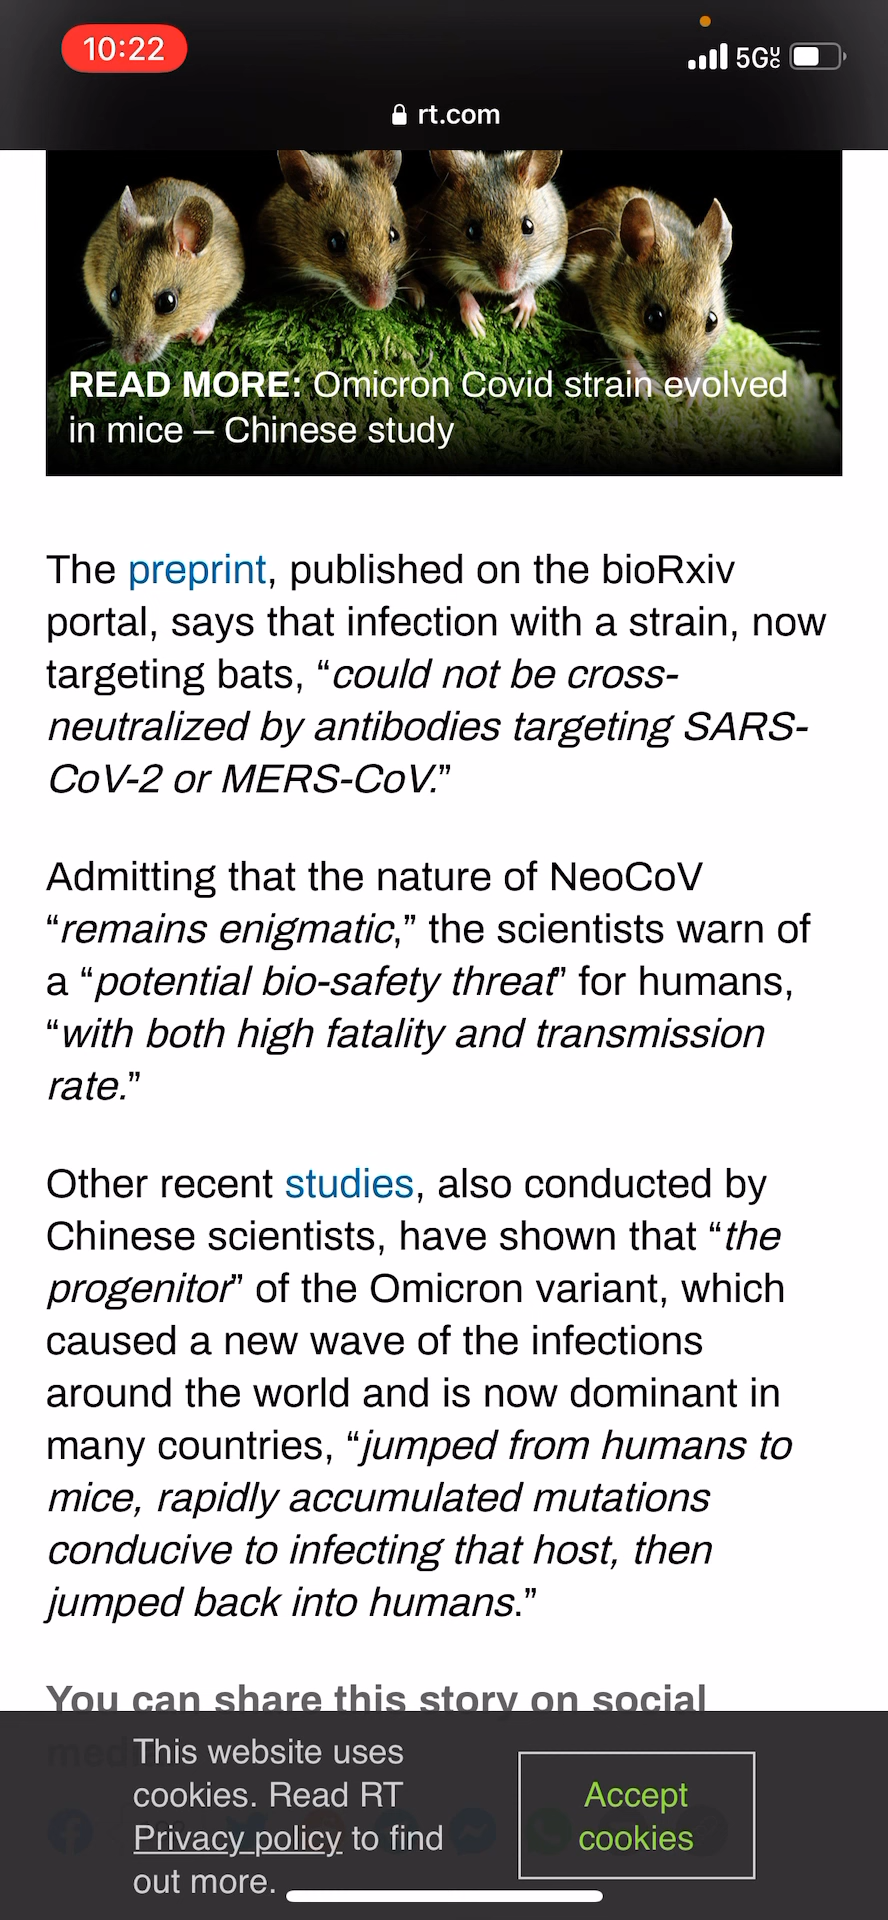 10:22
5GUC
rt.com
READ MORE: Omicron Covid strain evolved
in mice – Chinese study
The preprint, published on the bioRxiv
portal, says that infection with a strain, now
targeting bats, “could not be cross-
neutralized by antibodies targeting SARS-
CoV-2 or MERS-CoV.”
Admitting that the nature of NeoCoV
“remains enigmatic,” the scientists warn of
a “potential bio-safety threat” for humans,
“with both high fatality and transmission
rate.”
Other recent studies, also conducted by
Chinese scientists, have shown that “the
progenitor” of the Omicron variant, which
caused a new wave of the infections
around the world and is now dominant in
many countries, “jumped from humans to
mice, rapidly accumulated mutations
conducive to infecting that host, then
jumped back into humans.”
You can share this story on social
This website uses
cookies. Read RT
Privacy policy to find
out more.
Accept
cookies